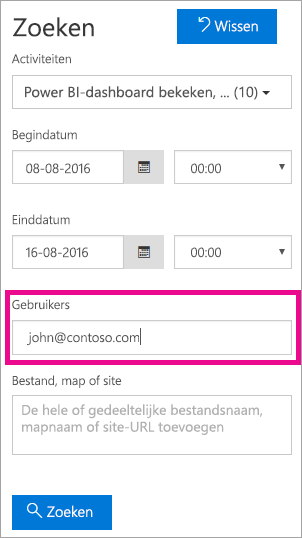 Zoeken
Wissen
Activiteiten
Power BI-dashboard bekeken, ... (10)
Begindatum
08-08-2016
00:00
Einddatum
16-08-2016
00:00
Gebruikers
john@contoso.com
Bestand, map of site
De hele of gedeeltelijke bestandsnaam,
mapnaam of site-URL toevoegen
Zoeken